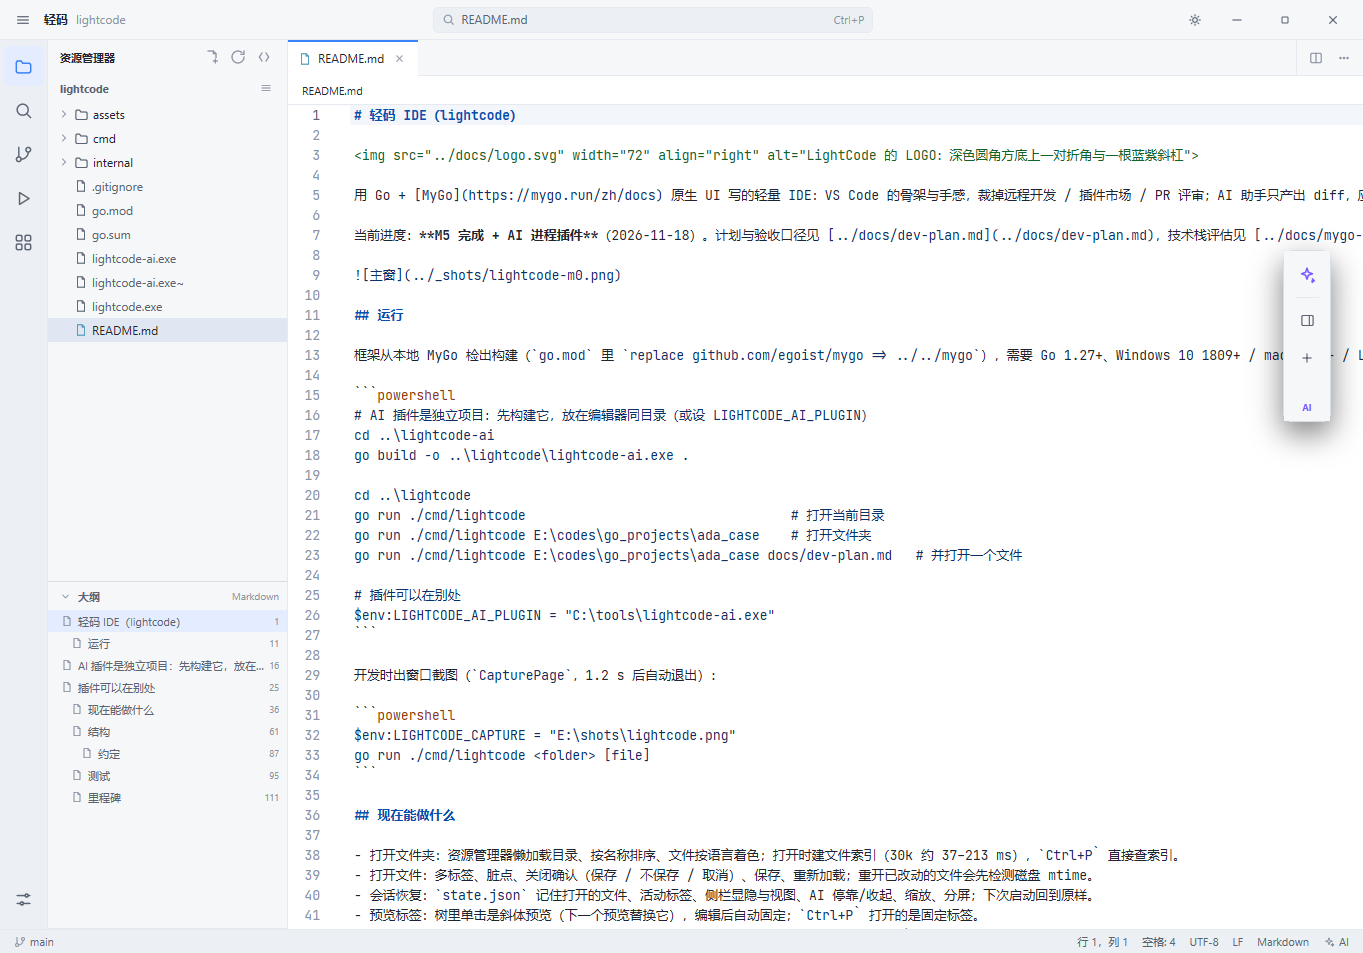 轻码 lightcode
README.md Ctrl+P
资源管理器
lightcode
assets
cmd
internal
.gitignore
go.mod
go.sum
lightcode-ai.exe
lightcode-ai.exe~
lightcode.exe
README.md
大纲 Markdown
轻码 IDE（lightcode） 1
运行 11
AI 插件是独立项目：先构建它，放在... 16
插件可以在别处 25
现在能做什么 36
结构 61
约定 87
测试 95
里程碑 111
README.md
README.md
1 # 轻码 IDE（lightcode）
2
3 <img src="../docs/logo.svg" width="72" align="right" alt="LightCode 的 LOGO：深色圆角方底上一对折角与一根蓝紫斜杠">
4
5 用 Go + [MyGo](https://mygo.run/zh/docs) 原生 UI 写的轻量 IDE：VS Code 的骨架与手感，裁掉远程开发 / 插件市场 / PR 评审；AI 助手只产出 diff，
6
7 当前进度：**M5 完成 + AI 进程插件**（2026-11-18）。计划与验收口径见 [../docs/dev-plan.md](../docs/dev-plan.md)，技术栈评估见 [../docs/mygo-
8
9 ![主窗](../_shots/lightcode-m0.png)
10
11 ## 运行
12
13 框架从本地 MyGo 检出构建（`go.mod` 里 `replace github.com/egoist/mygo => ../../mygo`），需要 Go 1.27+、Windows 10 1809+ / mac
14
15 ```powershell
16 # AI 插件是独立项目：先构建它，放在编辑器同目录（或设 LIGHTCODE_AI_PLUGIN）
17 cd ..\lightcode-ai
18 go build -o ..\lightcode\lightcode-ai.exe .
19
20 cd ..\lightcode
21 go run ./cmd/lightcode # 打开当前目录
22 go run ./cmd/lightcode E:\codes\go_projects\ada_case # 打开文件夹
23 go run ./cmd/lightcode E:\codes\go_projects\ada_case docs/dev-plan.md # 并打开一个文件
24
25 # 插件可以在别处
26 $env:LIGHTCODE_AI_PLUGIN = "C:\tools\lightcode-ai.exe"
27 ```
28
29 开发时出窗口截图（`CapturePage`，1.2 s 后自动退出）：
30
31 ```powershell
32 $env:LIGHTCODE_CAPTURE = "E:\shots\lightcode.png"
33 go run ./cmd/lightcode <folder> [file]
34 ```
35
36 ## 现在能做什么
37
38 - 打开文件夹：资源管理器懒加载目录、按名称排序、文件按语言着色；打开时建文件索引（30k 约 37–213 ms），`Ctrl+P` 直接查索引。
39 - 打开文件：多标签、脏点、关闭确认（保存 / 不保存 / 取消）、保存、重新加载；重开已改动的文件会先检测磁盘 mtime。
40 - 会话恢复：`state.json` 记住打开的文件、活动标签、侧栏显隐与视图、AI 停靠/收起、缩放、分屏；下次启动回到原样。
41 - 预览标签：树里单击是斜体预览（下一个预览替换它），编辑后自动固定；`Ctrl+P` 打开的是固定标签。
AI
main
行 1，列 1 空格: 4 UTF-8 LF Markdown AI